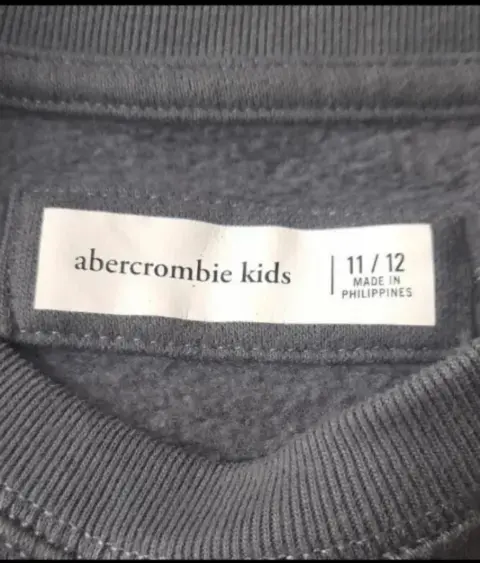 abercrombie kids
11 / 12
MADE IN
PHILIPPINES